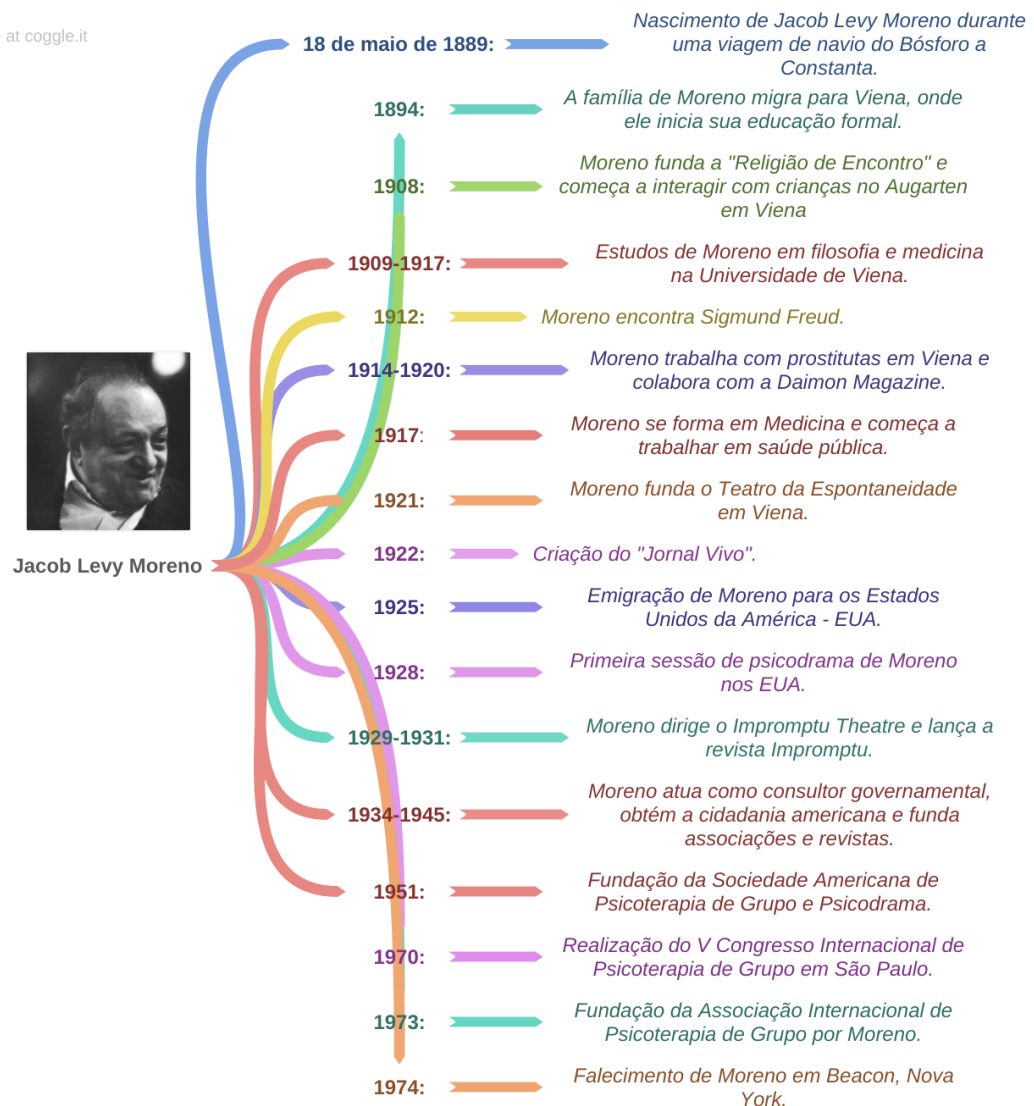 at coggle.it
18 de maio de 1889:
Nascimento de Jacob Levy Moreno durante
uma viagem de navio do Bósforo a
Constanta.
1894:
A família de Moreno migra para Viena, onde
ele inicia sua educação formal.
1908:
Moreno funda a "Religião de Encontro" e
começa a interagir com crianças no Augarten
em Viena
1909-1917:
Estudos de Moreno em filosofia e medicina
na Universidade de Viena.
1912:
Moreno encontra Sigmund Freud.
1914-1920:
Moreno trabalha com prostitutas em Viena e
colabora com a Daimon Magazine.
1917:
Moreno se forma em Medicina e começa a
trabalhar em saúde pública.
1921:
Moreno funda o Teatro da Espontaneidade
em Viena.
1922:
Criação do "Jornal Vivo".
Jacob Levy Moreno
1925:
Emigração de Moreno para os Estados
Unidos da América - EUA.
1928:
Primeira sessão de psicodrama de Moreno
nos EUA.
1929-1931:
Moreno dirige o Impromptu Theatre e lança a
revista Impromptu.
1934-1945:
Moreno atua como consultor governamental,
obtém a cidadania americana e funda
associações e revistas.
1951:
Fundação da Sociedade Americana de
Psicoterapia de Grupo e Psicodrama.
1970:
Realização do V Congresso Internacional de
Psicoterapia de Grupo em São Paulo.
1973:
Fundação da Associação Internacional de
Psicoterapia de Grupo por Moreno.
1974:
Falecimento de Moreno em Beacon, Nova
York.